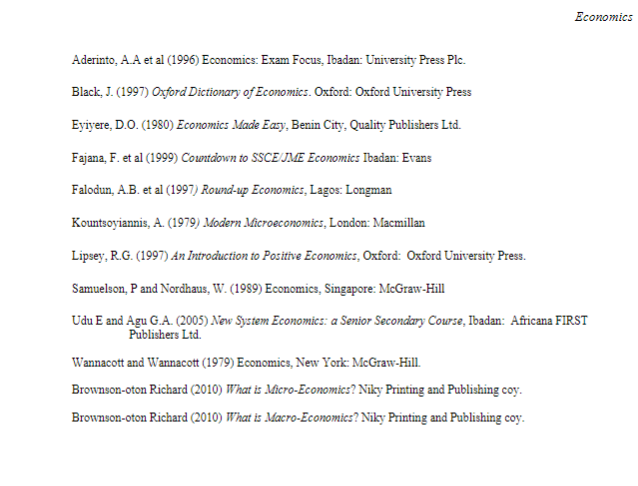 Economics
Aderinto, A.A et al (1996) Economics: Exam Focus, Ibadan: University Press Plc.
Black, J. (1997) Oxford Dictionary of Economics. Oxford: Oxford University Press
Eyiyere, D.O. (1980) Economics Made Easy, Benin City, Quality Publishers Ltd.
Fajana, F. et al (1999) Countdown to SSCE/JME Economics Ibadan: Evans
Falodun, A.B. et al (1997) Round-up Economics, Lagos: Longman
Kountsoyiannis, A. (1979) Modern Microeconomics, London: Macmillan
Lipsey, R.G. (1997) An Introduction to Positive Economics, Oxford: Oxford University Press.
Samuelson, P and Nordhaus, W. (1989) Economics, Singapore: McGraw-Hill
Udu E and Agu G.A. (2005) New System Economics: a Senior Secondary Course, Ibadan: Africana FIRST
Publishers Ltd.
Wannacott and Wannacott (1979) Economics, New York: McGraw-Hill.
Brownson-oton Richard (2010) What is Micro-Economics? Niky Printing and Publishing coy.
Brownson-oton Richard (2010) What is Macro-Economics? Niky Printing and Publishing coy.